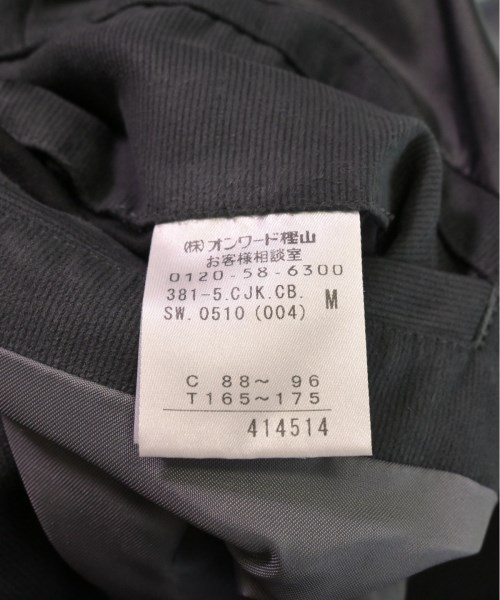 (株)オンワード樫山
お客様相談室
0120-58-6300
381-5.CJK.CB. M
SW.0510(004)
C 88～ 96
T165～175
414514